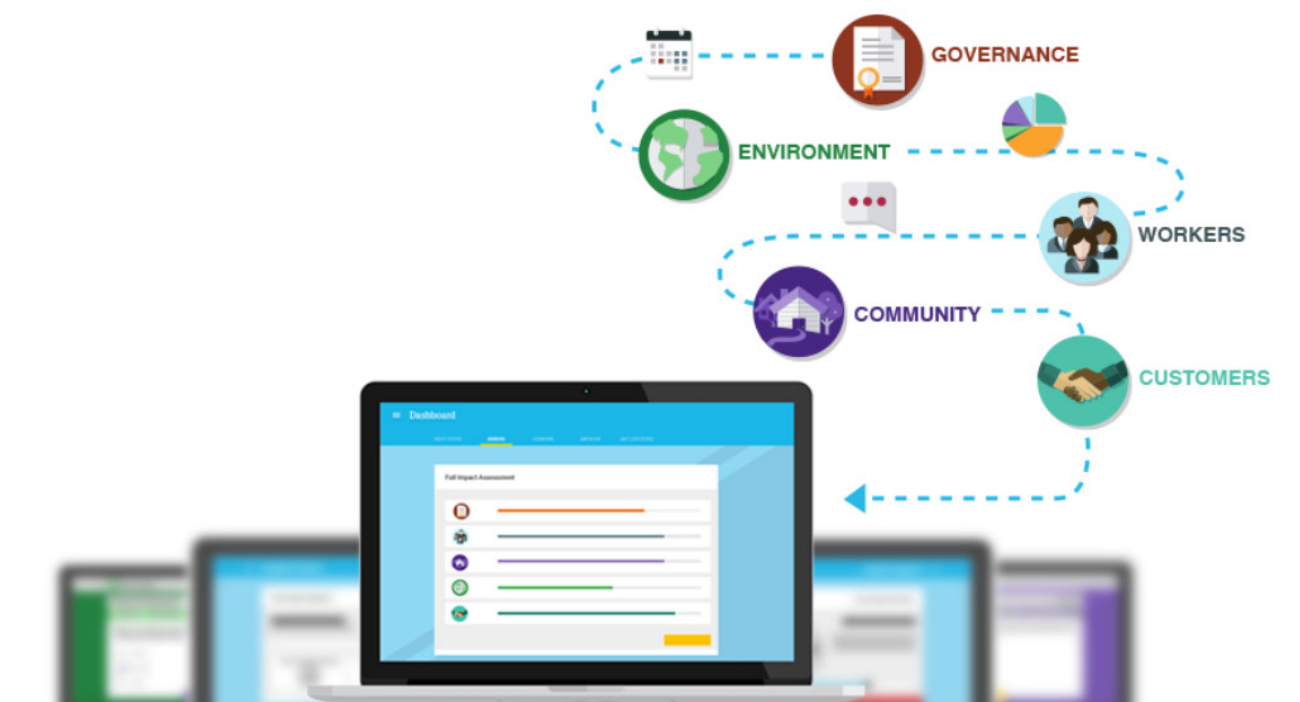 GOVERNANCE
ENVIRONMENT
WORKERS
COMMUNITY
CUSTOMERS
Dashboard
Full Impact Assessment